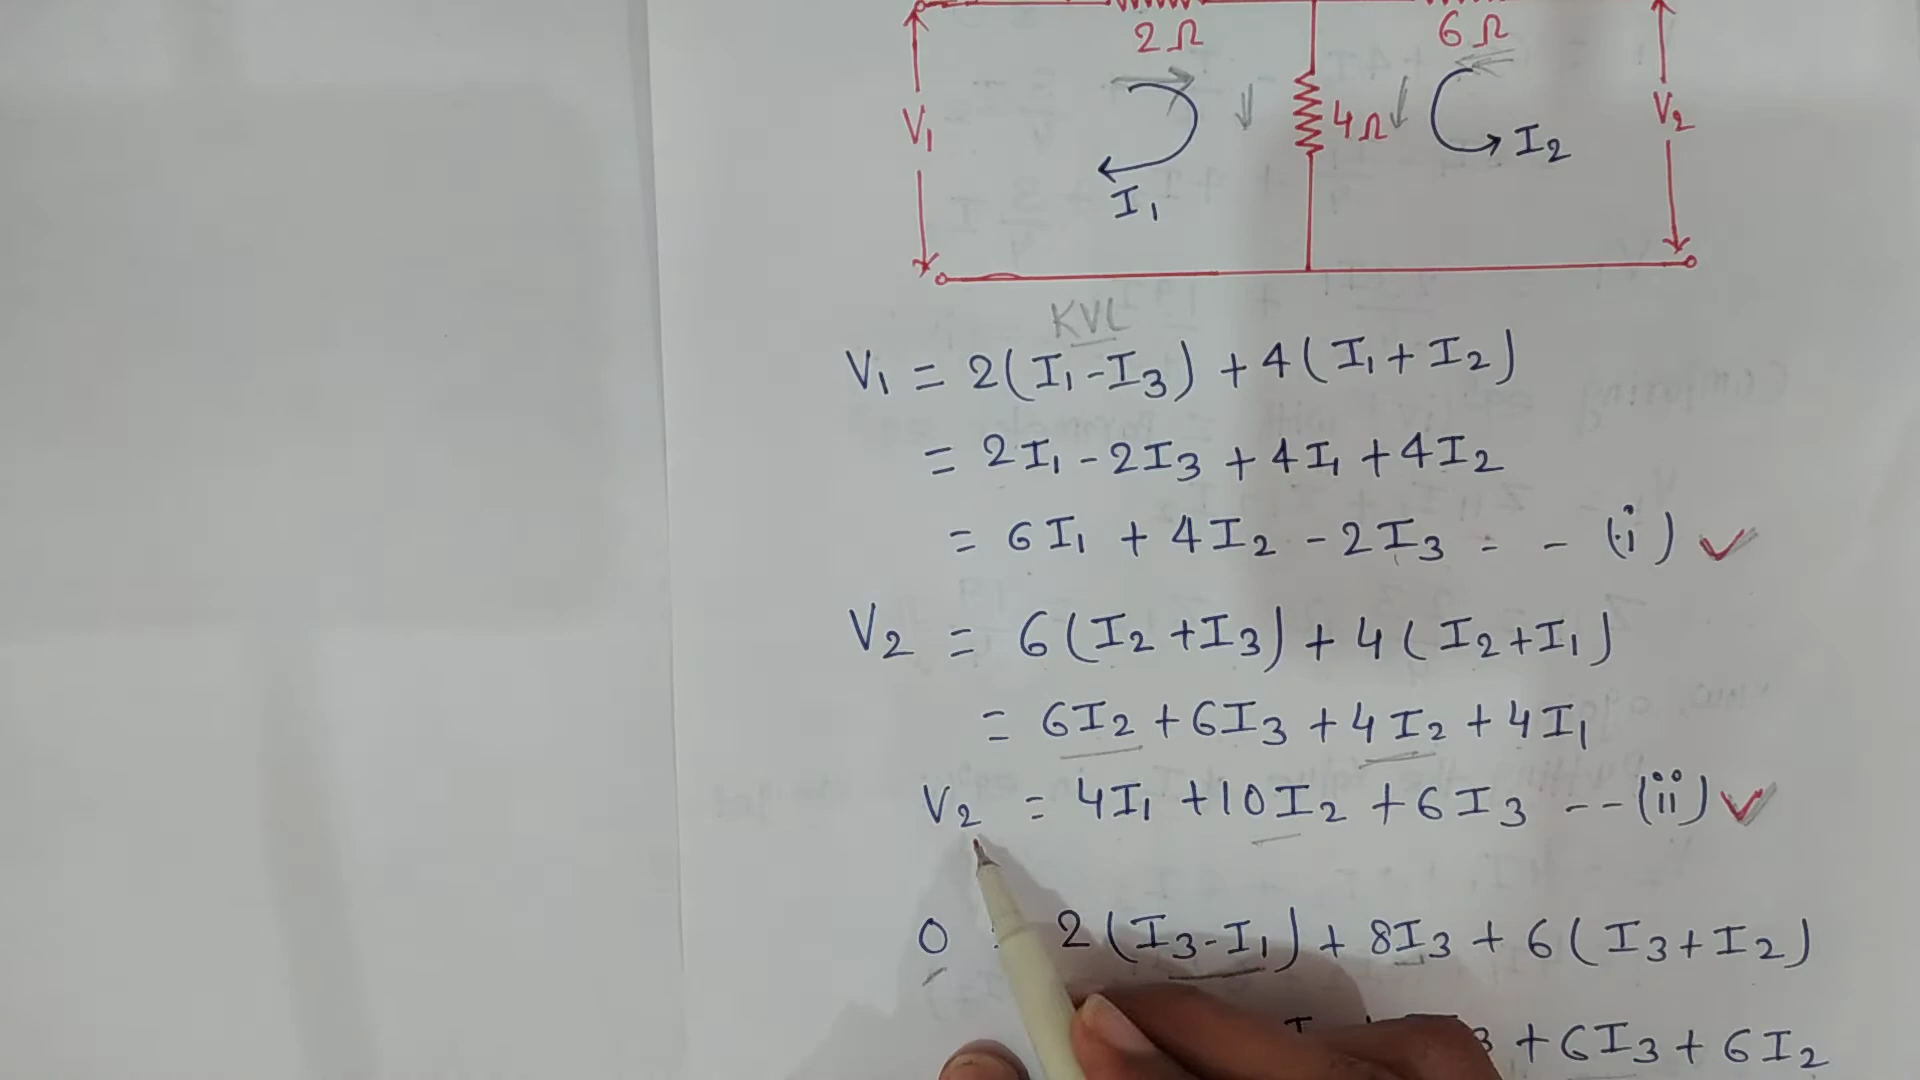 2Ω 6Ω
V1 4Ω V2
I1 I2
KVL
V1 = 2(I1-I3) + 4(I1+I2)
= 2I1 - 2I3 + 4I1 + 4I2
= 6I1 + 4I2 - 2I3 - - (i)
V2 = 6(I2+I3) + 4(I2+I1)
= 6I2 + 6I3 + 4I2 + 4I1
V2 = 4I1 + 10I2 + 6I3 --(ii)
0 2(I3-I1) + 8I3 + 6(I3+I2)
+ 6I3 + 6I2